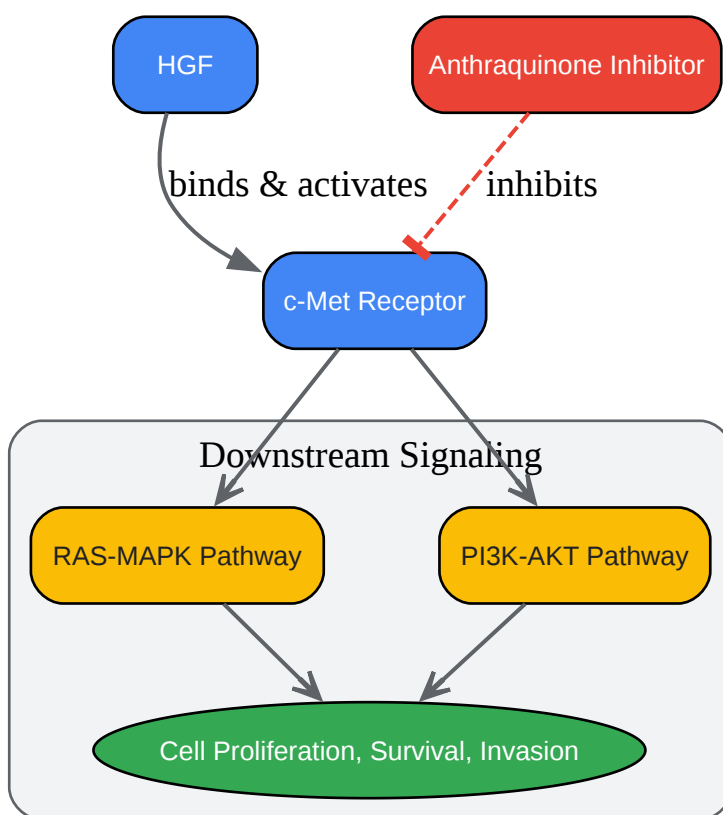 HGF
Anthraquinone Inhibitor
binds & activates
inhibits
c-Met Receptor
Downstream Signaling
RAS-MAPK Pathway
PI3K-AKT Pathway
Cell Proliferation, Survival, Invasion